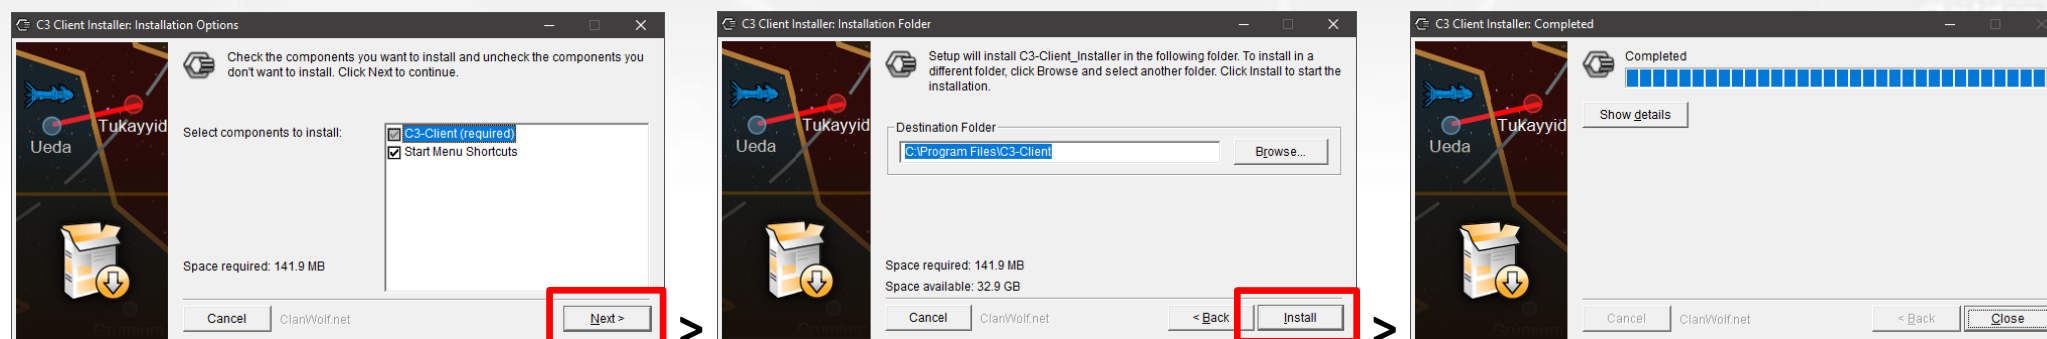 C3 Client Installer: Installation Options
Check the components you want to install and uncheck the components you
don't want to install. Click Next to continue.
Tukayyid
Ueda
Select components to install:
C3-Client (required)
Start Menu Shortcuts
Space required: 141.9 MB
Cancel
ClanWolf.net
Next >
>
C3 Client Installer: Installation Folder
Setup will install C3-Client_Installer in the following folder. To install in a
different folder, click Browse and select another folder. Click Install to start the
installation.
Tukayyid
Ueda
Destination Folder
C:\Program Files\C3-Client
Browse...
Space required: 141.9 MB
Space available: 32.9 GB
Cancel
ClanWolf.net
< Back
Install
>
C3 Client Installer: Completed
Completed
Tukayyid
Ueda
Show details
Cancel
ClanWolf.net
< Back
Close